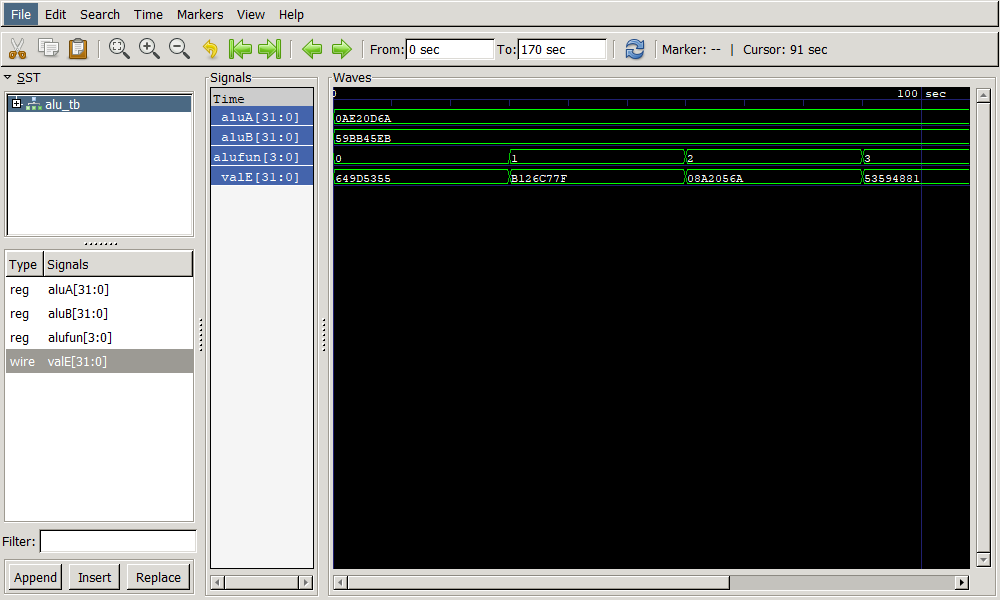 File Edit Search Time Markers View Help
From: 0 sec To: 170 sec Marker: -- | Cursor: 91 sec
SST
alu_tb
Type Signals
reg aluA[31:0]
reg aluB[31:0]
reg alufun[3:0]
wire valE[31:0]
Filter:
Append Insert Replace
Signals
Time
aluA[31:0]
aluB[31:0]
alufun[3:0]
valE[31:0]
Waves
0 100 sec
0AE20D6A
59BB45EB
0 1 2 3
649D5355 B126C77F 08A2056A 53594881